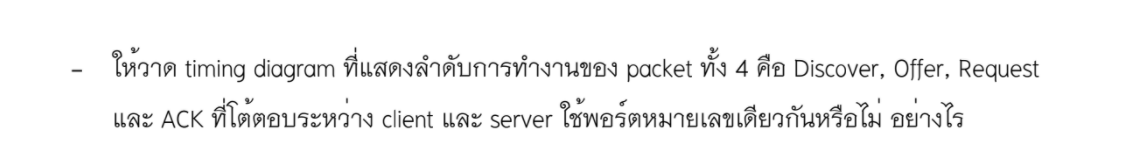 - ให้วาด timing diagram ที่แสดงลำดับการทำงานของ packet ทั้ง 4 คือ Discover, Offer, Request
และ ACK ที่โต้ตอบระหว่าง client และ server ใช้พอร์ตหมายเลขเดียวกันหรือไม่ อย่างไร